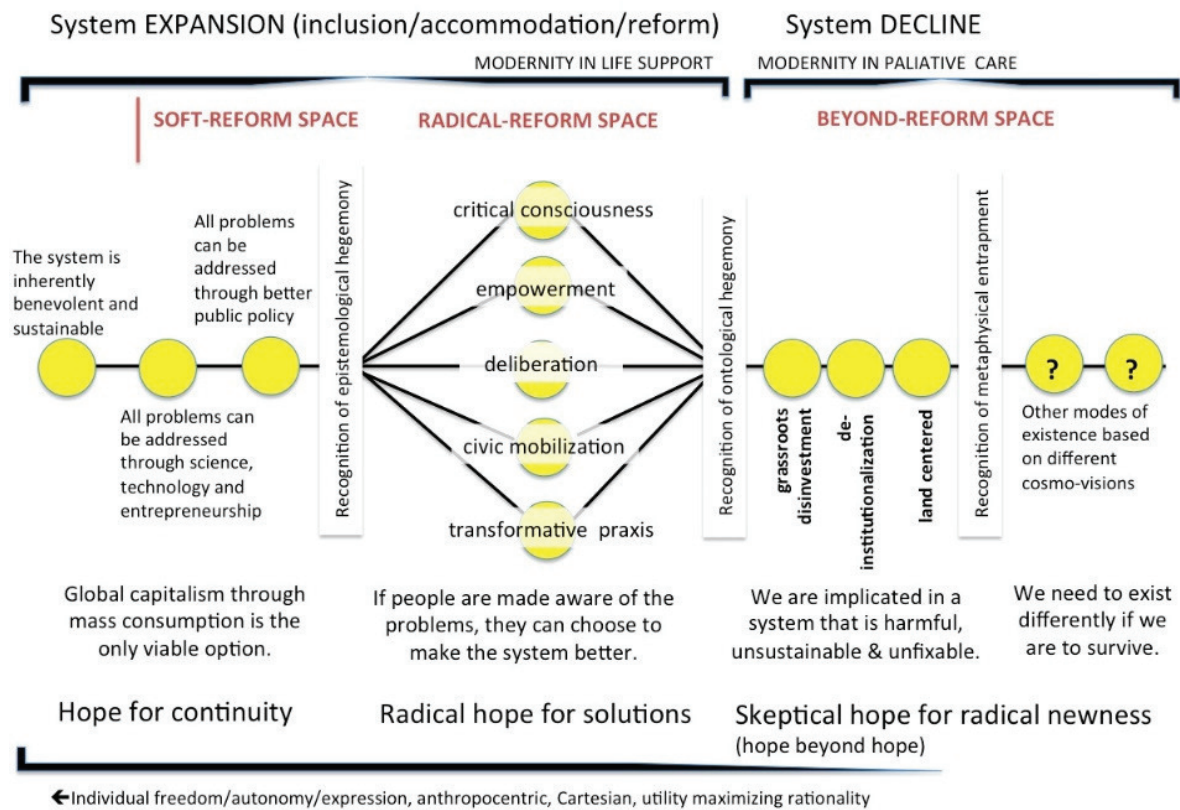 System EXPANSION (inclusion/accommodation/reform)
System DECLINE
MODERNITY IN LIFE SUPPORT
MODERNITY IN PALIATIVE CARE
SOFT-REFORM SPACE
RADICAL-REFORM SPACE
BEYOND-REFORM SPACE
The system is
inherently
benevolent and
sustainable
All problems
can be
addressed
through better
public policy
All problems can
be addressed
through science,
technology and
entrepreneurship
Recognition of epistemological hegemony
critical consciousness
empowerment
deliberation
civic mobilization
transformative praxis
Recognition of ontological hegemony
grassroots
disinvestment
de-
institutionalization
land centered
Recognition of metaphysical entrapment
?
?
Other modes of
existence based
on different
cosmo-visions
Global capitalism through
mass consumption is the
only viable option.
If people are made aware of the
problems, they can choose to
make the system better.
We are implicated in a
system that is harmful,
unsustainable & unfixable.
We need to exist
differently if we
are to survive.
Hope for continuity
Radical hope for solutions
Skeptical hope for radical newness
(hope beyond hope)
←Individual freedom/autonomy/expression, anthropocentric, Cartesian, utility maximizing rationality